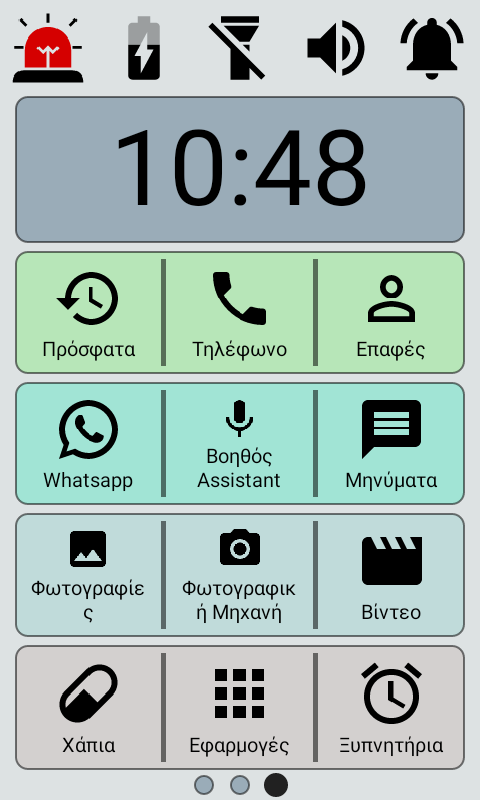 10:48
Πρόσφατα
Τηλέφωνο
Επαφές
Whatsapp
Βοηθός
Assistant
Μηνύματα
Φωτογραφίε
ς
Φωτογραφικ
ή Μηχανή
Βίντεο
Χάπια
Εφαρμογές
Ξυπνητήρια